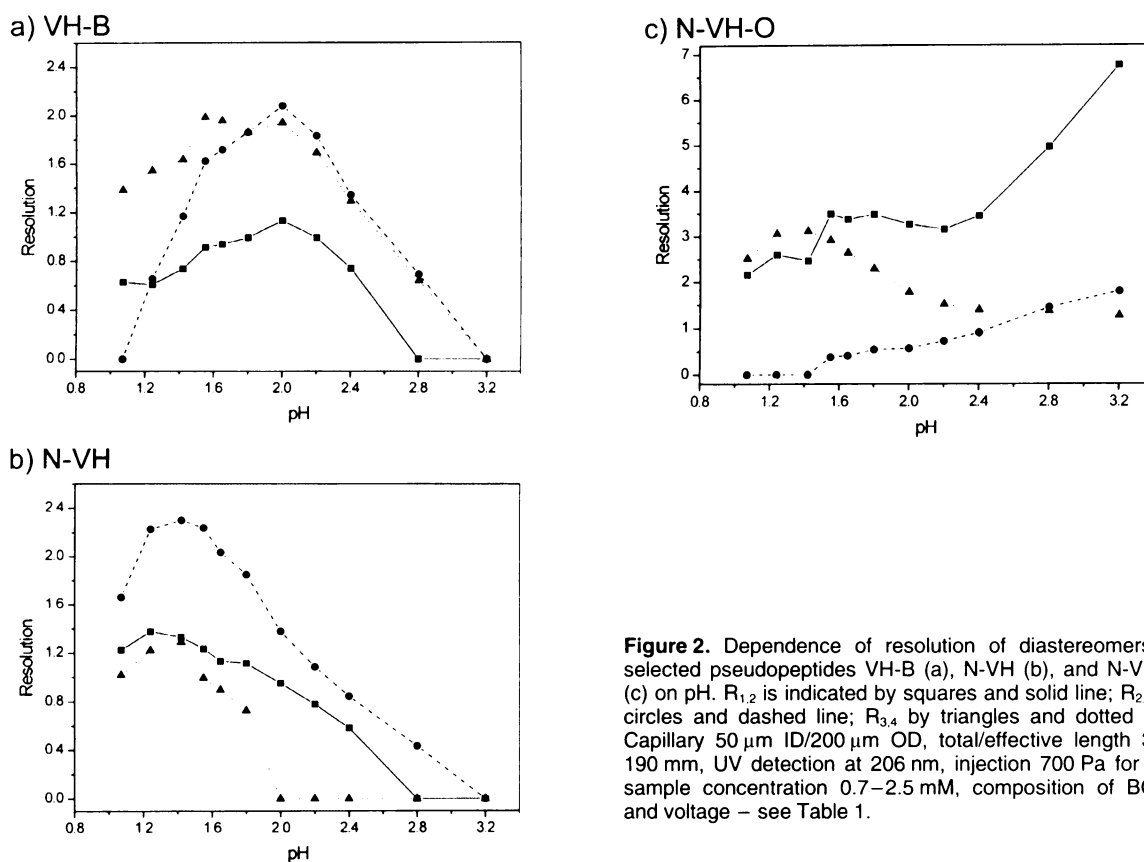 a) VH-B
2.4
2.0
1.6
1.2
0.8
0.4
0.0
Resolution
0.8 1.2 1.6 2.0 2.4 2.8 3.2
pH
b) N-VH
2.4
2.0
1.6
1.2
0.8
0.4
0.0
Resolution
0.8 1.2 1.6 2.0 2.4 2.8 3.2
pH
c) N-VH-O
7
6
5
4
3
2
1
0
Resolution
0.8 1.2 1.6 2.0 2.4 2.8 3.2
pH
Figure 2. Dependence of resolution of diastereomers
selected pseudopeptides VH-B (a), N-VH (b), and N-V
(c) on pH. R1,2 is indicated by squares and solid line; R2
circles and dashed line; R3,4 by triangles and dotted
Capillary 50 μm ID/200 μm OD, total/effective length
190 mm, UV detection at 206 nm, injection 700 Pa for
sample concentration 0.7–2.5 mM, composition of
and voltage – see Table 1.